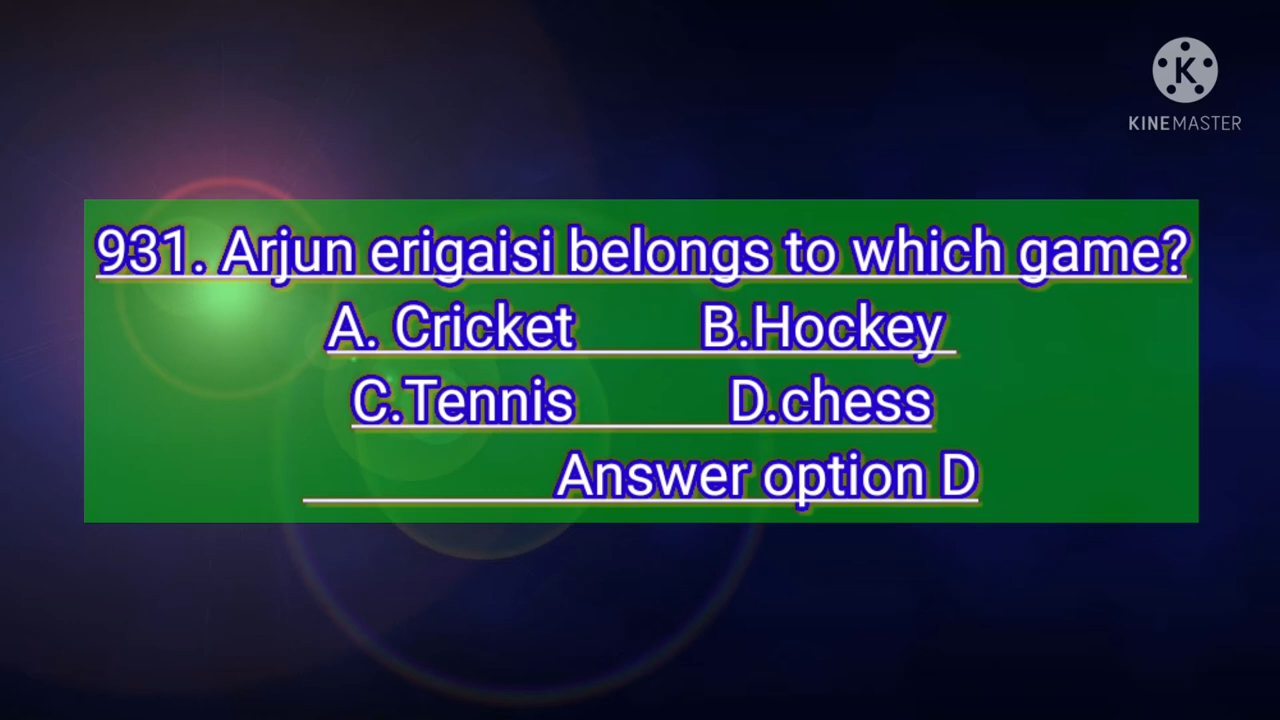 K
KINEMASTER
931. Arjun erigaisi belongs to which game?
A. Cricket B.Hockey
C.Tennis D.chess
Answer option D